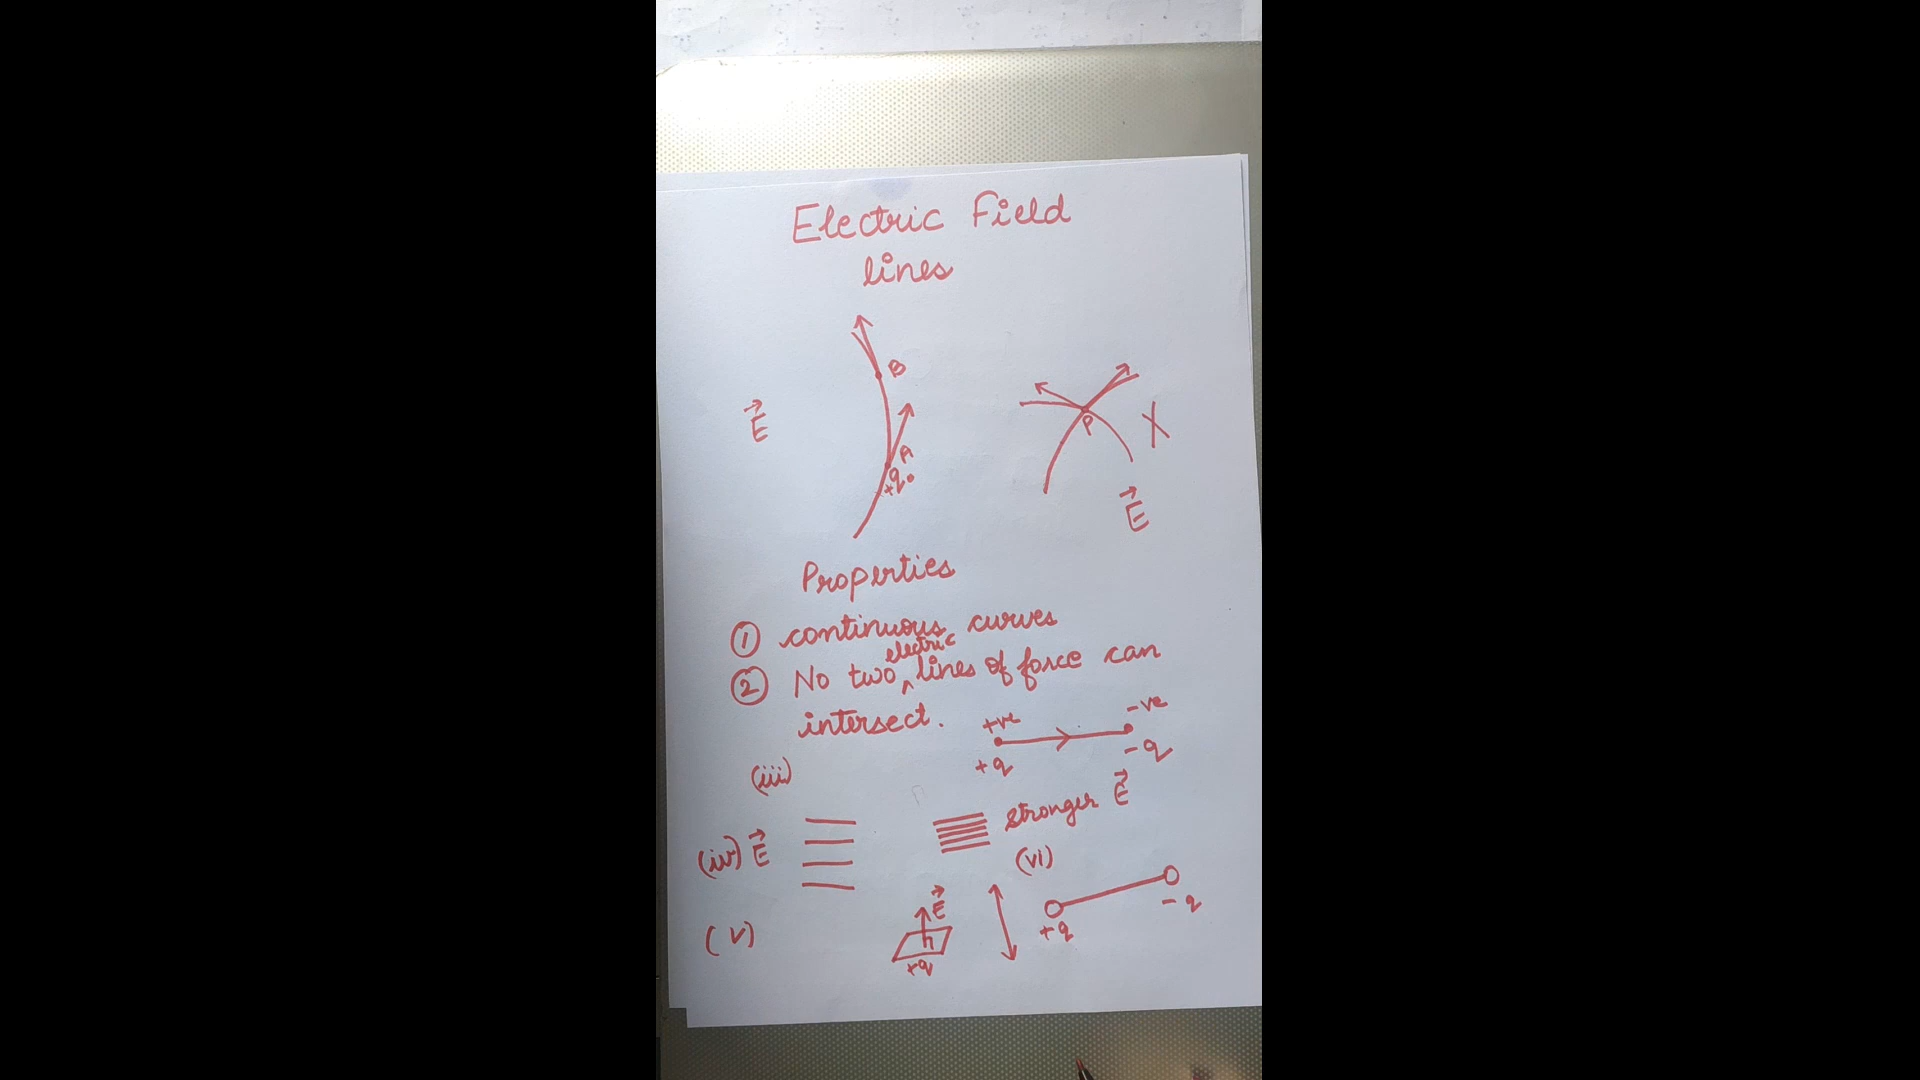 Electric Field
lines
B
A
+q
E
P
X
E
Properties
① continuous curves
② No two electric lines of force can
intersect.
+ve
-ve
+q
-q
(iii)
(iv) E
stronger E
(v)
E
+q
(vi)
+q
-q